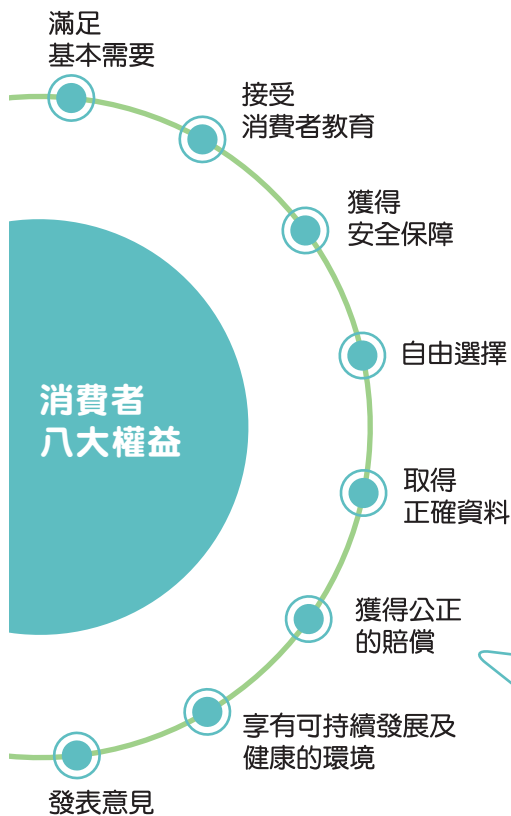 滿足
基本需要
接受
消費者教育
獲得
安全保障
自由選擇
消費者
八大權益
取得
正確資料
獲得公正
的賠償
享有可持續發展及
健康的環境
發表意見